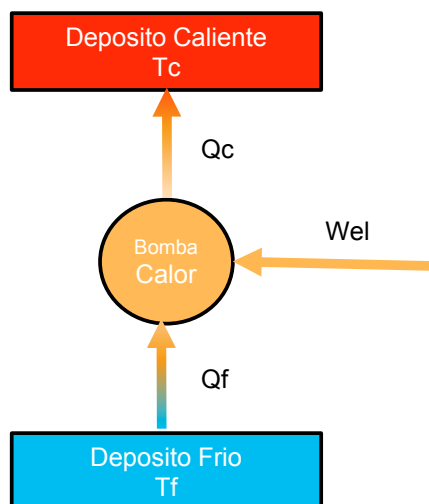 Deposito Caliente
Tc
Qc
Bomba
Calor
Wel
Qf
Deposito Frio
Tf